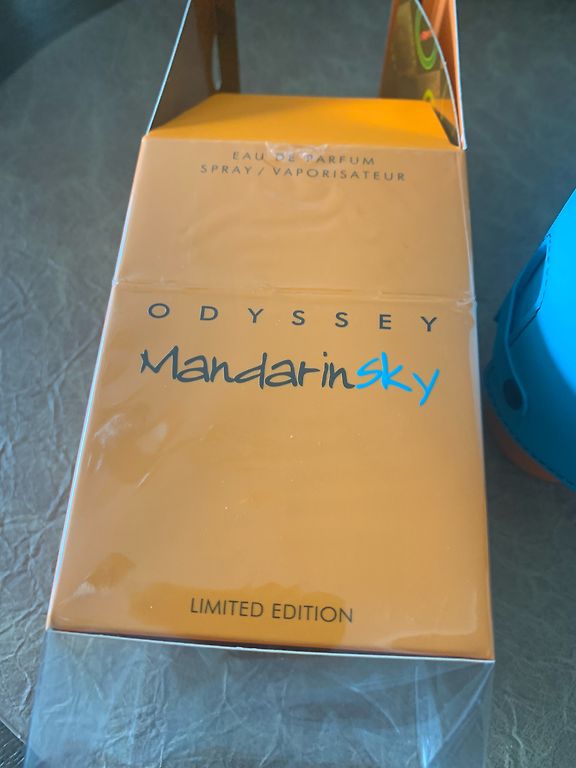 EAU DE PARFUM
SPRAY / VAPORISATEUR
ODYSSEY
Mandarinsky
LIMITED EDITION